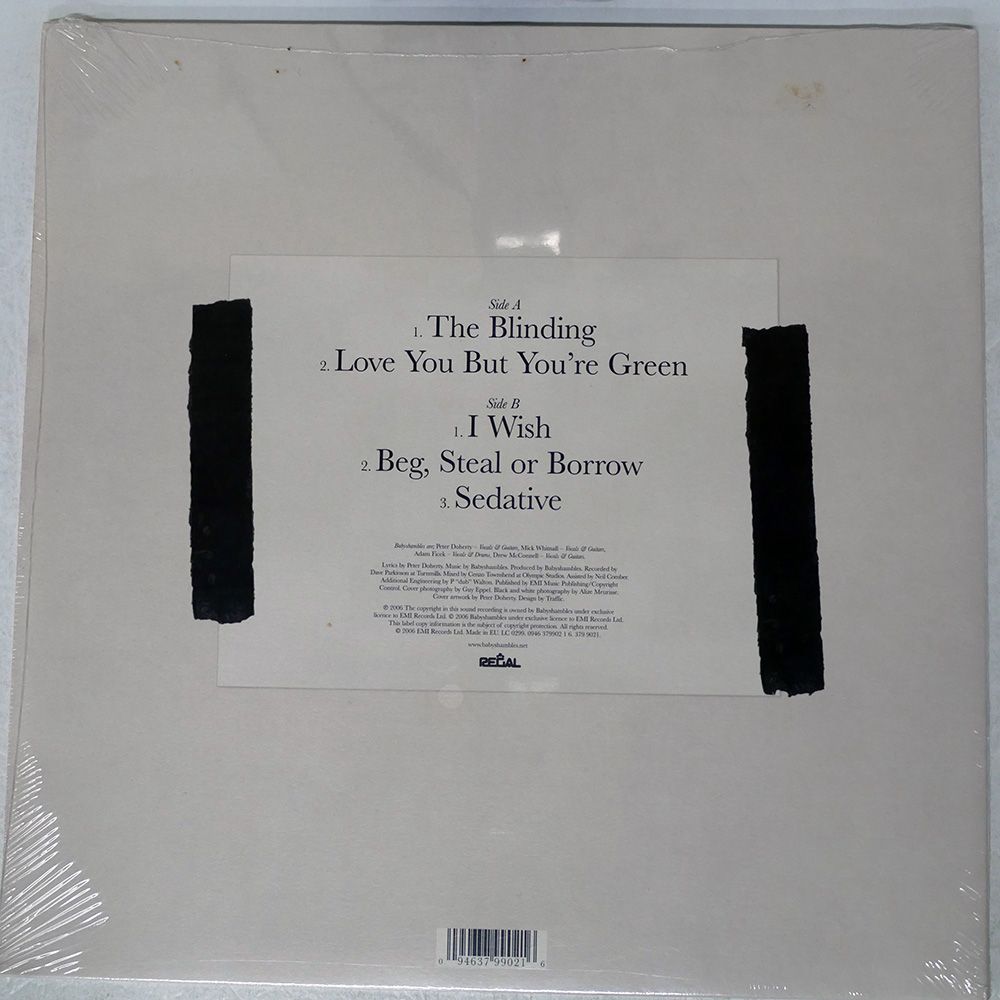 Side A
1. The Blinding
2. Love You But You're Green
Side B
1. I Wish
2. Beg, Steal or Borrow
3. Sedative
Babyshambles are; Peter Doherty – Vocals & Guitars, Mick Whitnall – Vocals & Guitars,
Adam Ficek – Vocals & Drums, Drew McConnell – Vocals & Guitars.
Lyrics by Peter Doherty. Music by Babyshambles. Produced by Babyshambles. Recorded by
Dave Parkinson at Turnmills. Mixed by Cenzo Townshend at Olympic Studios. Assisted by Neil Comber.
Additional Engineering by P "dub" Walton. Published by EMI Music Publishing/Copyright
Control. Cover photography by Guy Eppel. Black and white photography by Alize Meurisse.
Cover artwork by Peter Doherty. Design by Traffic.
℗ 2006 The copyright in this sound recording is owned by Babyshambles under exclusive
licence to EMI Records Ltd. © 2006 Babyshambles under exclusive licence to EMI Records Ltd.
This label copy information is the subject of copyright protection. All rights reserved.
© 2006 EMI Records Ltd. Made in EU: LC 0299. 0946 379902 1 6. 379 9021.
www.babyshambles.net
REGAL
0 94637 99021 6